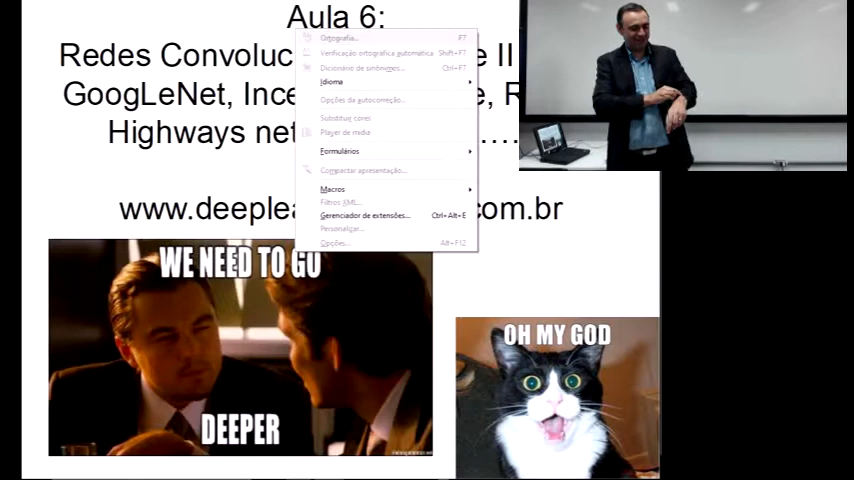 Aula 6:
Redes Convoluc e II
GoogLeNet, Ince e, R
Highways net ....
www.deeplea com.br
Ortografia... F7
Verificação ortográfica automática Shift+F7
Dicionário de sinônimos... Ctrl+F7
Idioma
Opções da autocorreção...
Substituir cores
Player de mídia
Formulários
Compactar apresentação...
Macros
Filtros XML...
Gerenciador de extensões... Ctrl+Alt+E
Personalizar...
Opções... Alt+F12
WE NEED TO GO
DEEPER
OH MY GOD